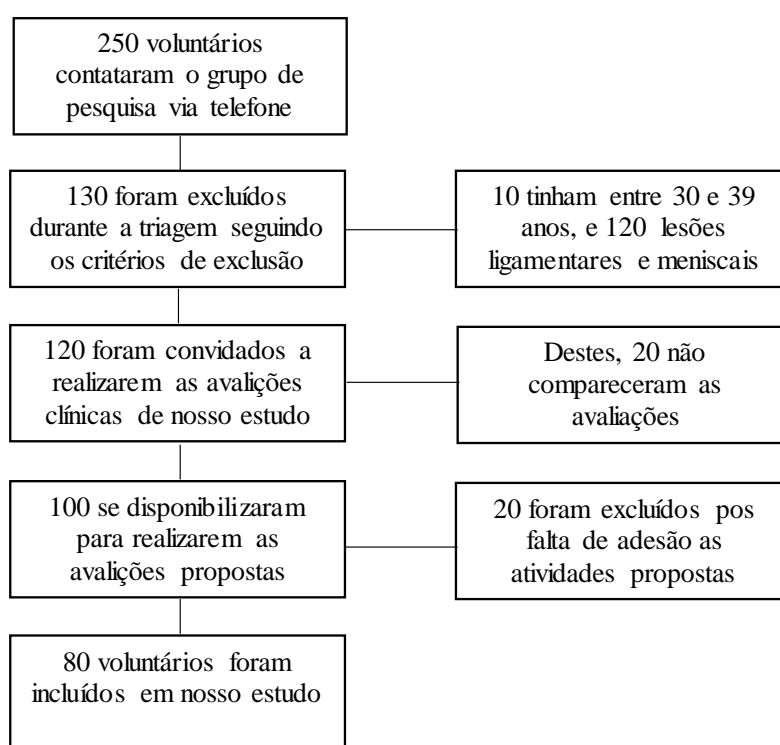 250 voluntários
contataram o grupo de
pesquisa via telefone
130 foram excluídos
durante a triagem seguindo
os critérios de exclusão
10 tinham entre 30 e 39
anos, e 120 lesões
ligamentares e meniscais
120 foram convidados a
realizarem as avalições
clínicas de nosso estudo
Destes, 20 não
compareceram as
avaliações
100 se disponibilizaram
para realizarem as
avalições propostas
20 foram excluídos pos
falta de adesão as
atividades propostas
80 voluntários foram
incluídos em nosso estudo